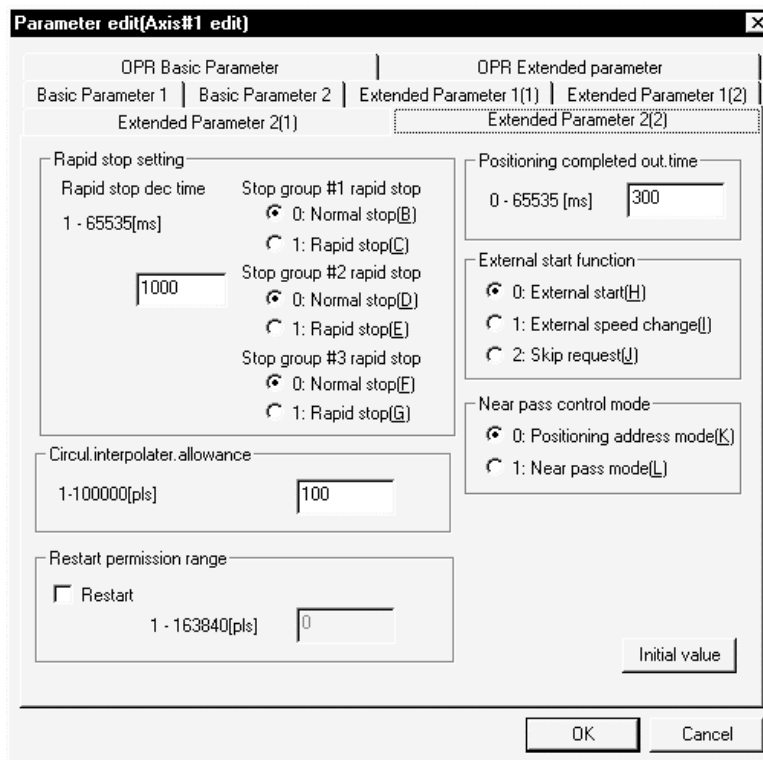 Parameter edit(Axis#1 edit)
OPR Basic Parameter
OPR Extended parameter
Basic Parameter 1
Basic Parameter 2
Extended Parameter 1(1)
Extended Parameter 1(2)
Extended Parameter 2(1)
Extended Parameter 2(2)
Rapid stop setting
Rapid stop dec time
1 - 65535[ms]
1000
Stop group #1 rapid stop
0: Normal stop(B)
1: Rapid stop(C)
Stop group #2 rapid stop
0: Normal stop(D)
1: Rapid stop(E)
Stop group #3 rapid stop
0: Normal stop(F)
1: Rapid stop(G)
Circul.interpolater.allowance
1-100000[pls]
100
Restart permission range
Restart
1 - 163840[pls]
0
Positioning completed out.time
0 - 65535 [ms]
300
External start function
0: External start(H)
1: External speed change(I)
2: Skip request(J)
Near pass control mode
0: Positioning address mode(K)
1: Near pass mode(L)
Initial value
OK
Cancel